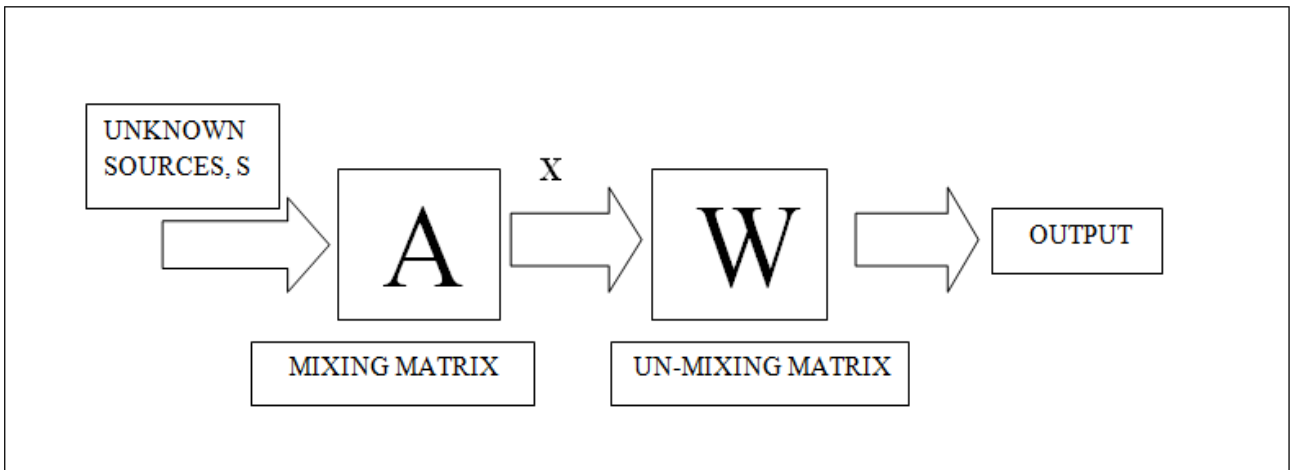 UNKNOWN
SOURCES, S
A
X
W
OUTPUT
MIXING MATRIX
UN-MIXING MATRIX